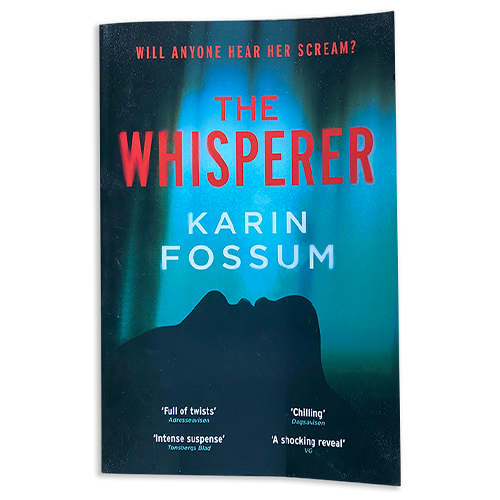 WILL ANYONE HEAR HER SCREAM?
THE
WHISPERER
KARIN
FOSSUM
'Full of twists'
Adresseavisen
'Chilling'
Dagsavisen
'Intense suspense'
Tønsbergs Blad
'A shocking reveal'
VG